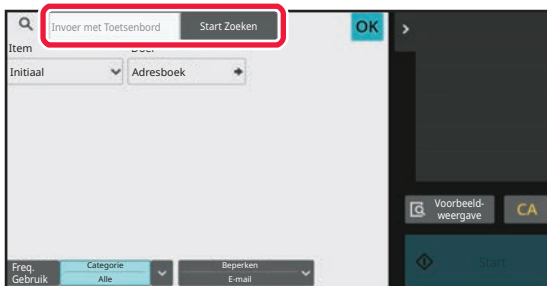 Invoer met Toetsenbord
Start Zoeken
OK
Item
Doel
Initiaal
Adresboek
Voorbeeld-
weergave
CA
Start
Freq.
Gebruik
Categorie
Alle
Beperken
E-mail